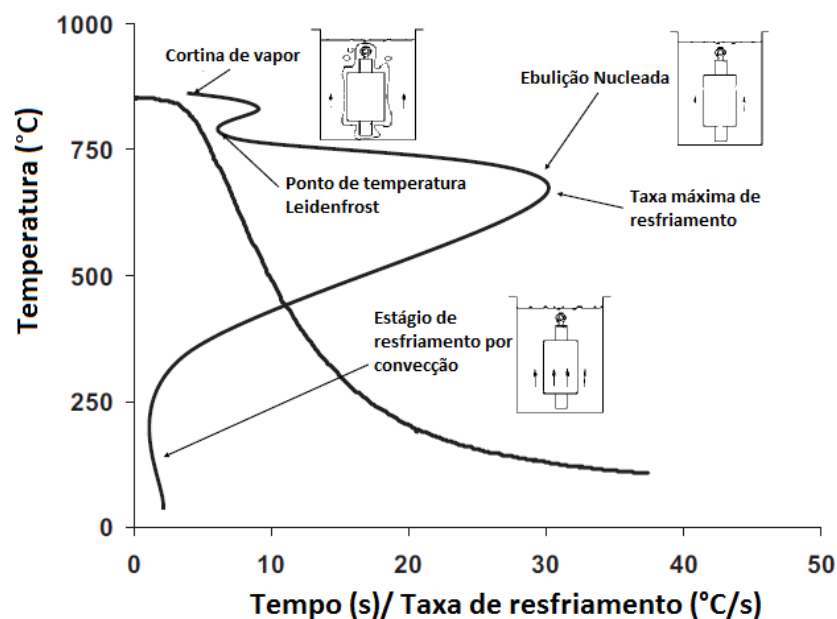 1000
Cortina de vapor
Ebulição Nucleada
750
Ponto de temperatura
Leidenfrost
Taxa máxima de
resfriamento
Temperatura (°C)
500
Estágio de
resfriamento por
convecção
250
0
0 10 20 30 40 50
Tempo (s)/ Taxa de resfriamento (°C/s)